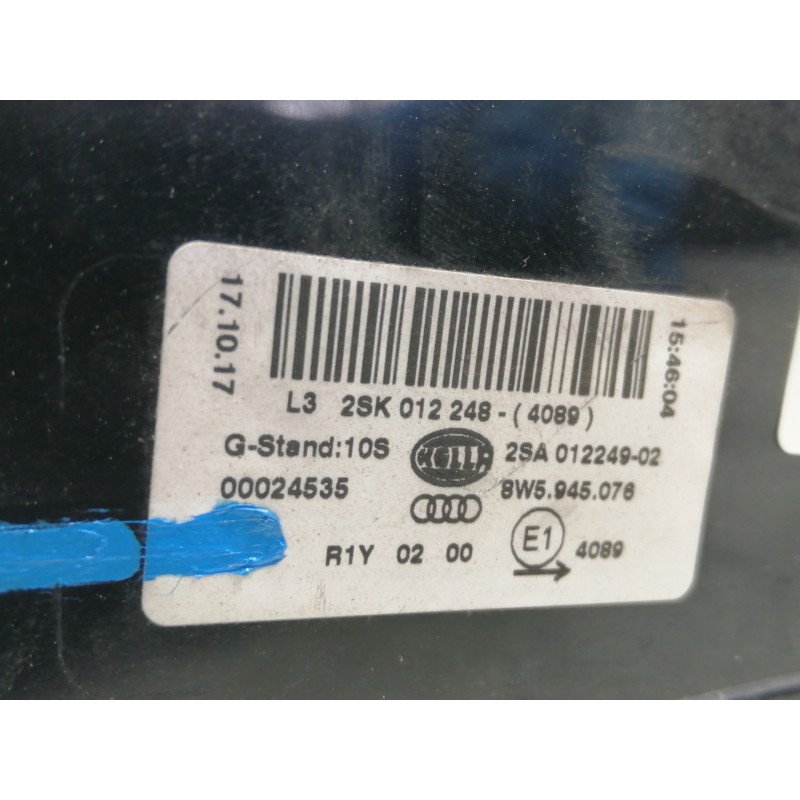 17.10.17
15:46:04
L3 2SK 012 248-(4089)
G-Stand:10S
HELLA
2SA 012249-02
00024535
8W5.945.076
R1Y 02 00
E1
4089